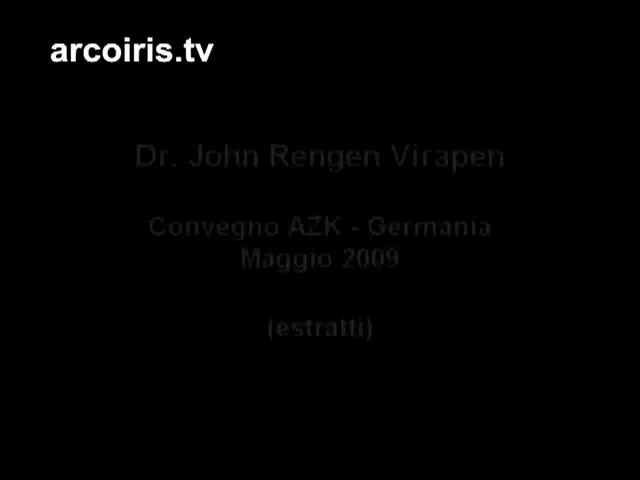 arcoiris.tv
Dr. John Rengen Virapen
Convegno AZK - Germania
Maggio 2009
(estratti)